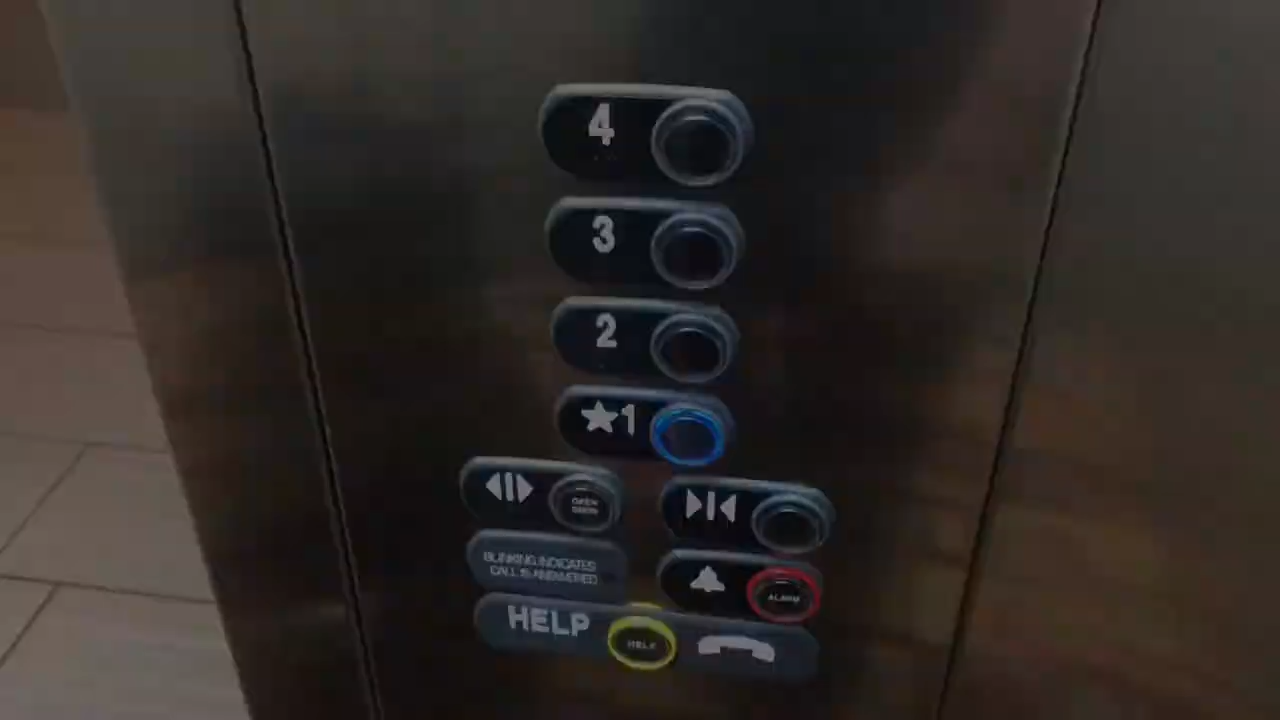 4
3
2
★1
OPEN DOOR
BLINKING INDICATES
CALL IS ANSWERED
ALARM
HELP
HELP